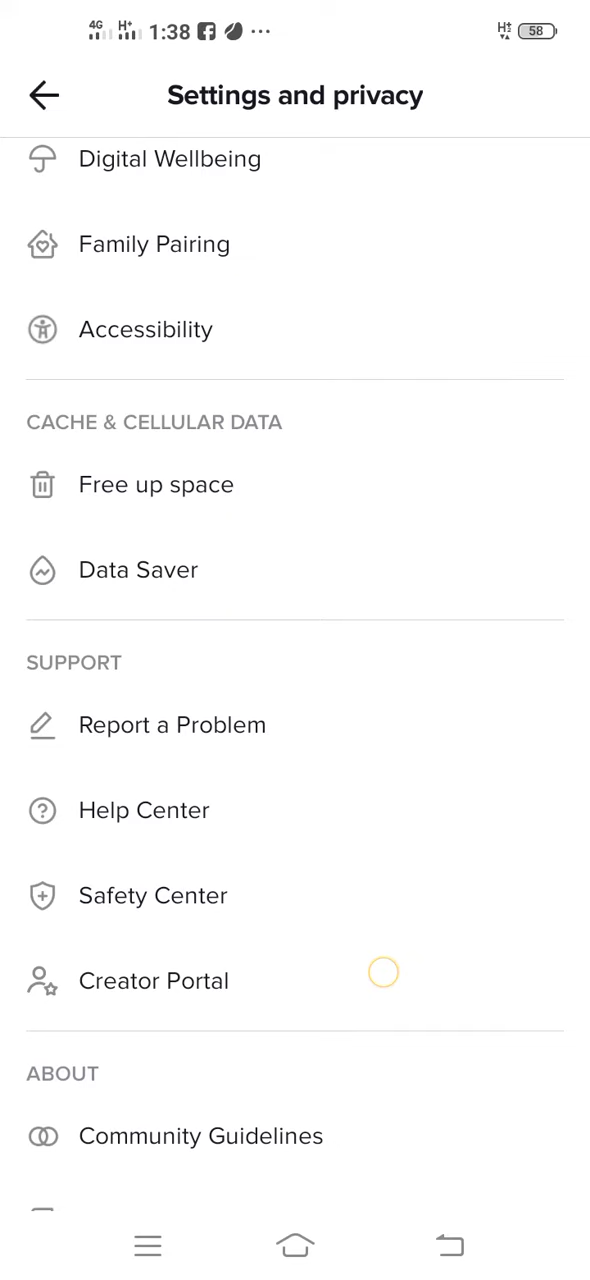 4G H+ 1:38 ... H± 58
Settings and privacy
Digital Wellbeing
Family Pairing
Accessibility
CACHE & CELLULAR DATA
Free up space
Data Saver
SUPPORT
Report a Problem
Help Center
Safety Center
Creator Portal
ABOUT
Community Guidelines